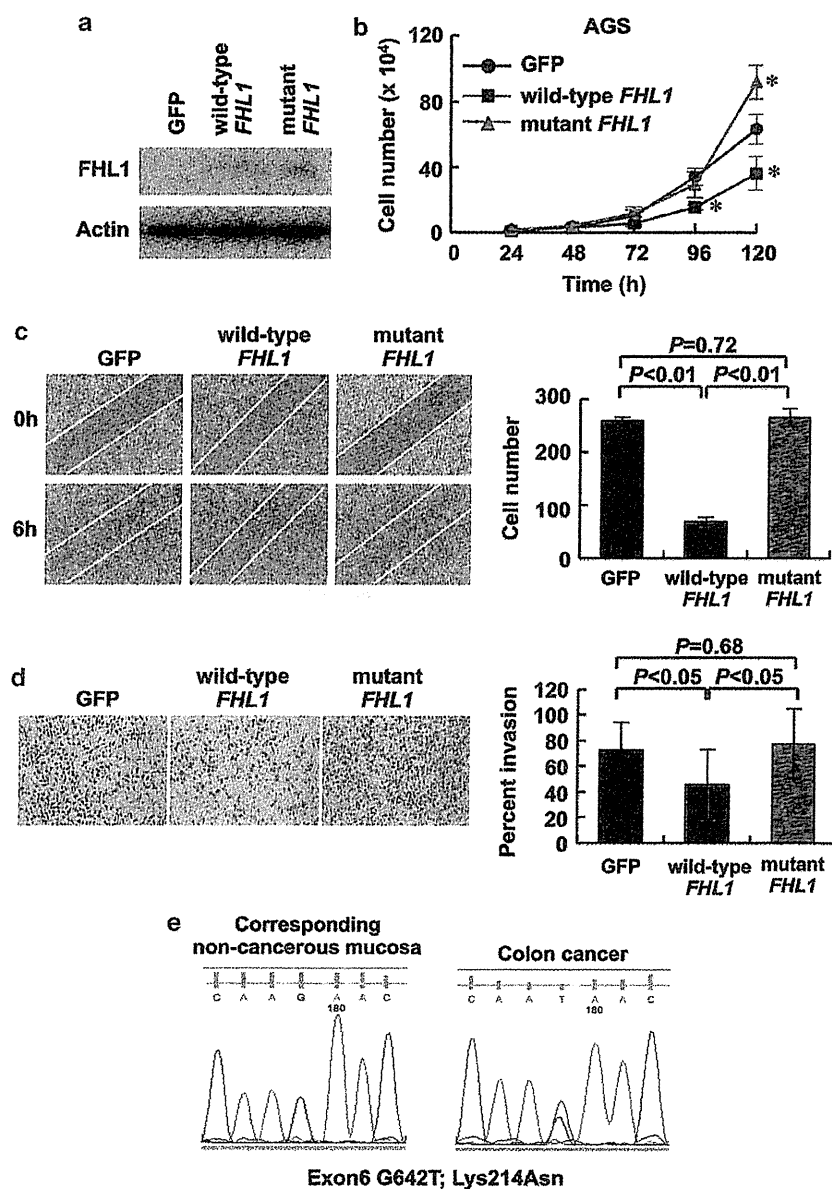 a
GFP
wild-type
FHL1
mutant
FHL1
FHL1
Actin
b
AGS
Cell number (x 10⁴)
120
80
40
0
GFP
wild-type FHL1
mutant FHL1
*
*
*
0 24 48 72 96 120
Time (h)
c
GFP
wild-type
FHL1
mutant
FHL1
0h
6h
P=0.72
P<0.01 P<0.01
Cell number
300
200
100
0
GFP
wild-type
FHL1
mutant
FHL1
d
GFP
wild-type
FHL1
mutant
FHL1
P=0.68
P<0.05 P<0.05
Percent invasion
120
100
80
60
40
20
0
GFP
wild-type
FHL1
mutant
FHL1
e
Corresponding
non-cancerous mucosa
C A A G A A C
180
Colon cancer
C A A T A A C
180
Exon6 G642T; Lys214Asn